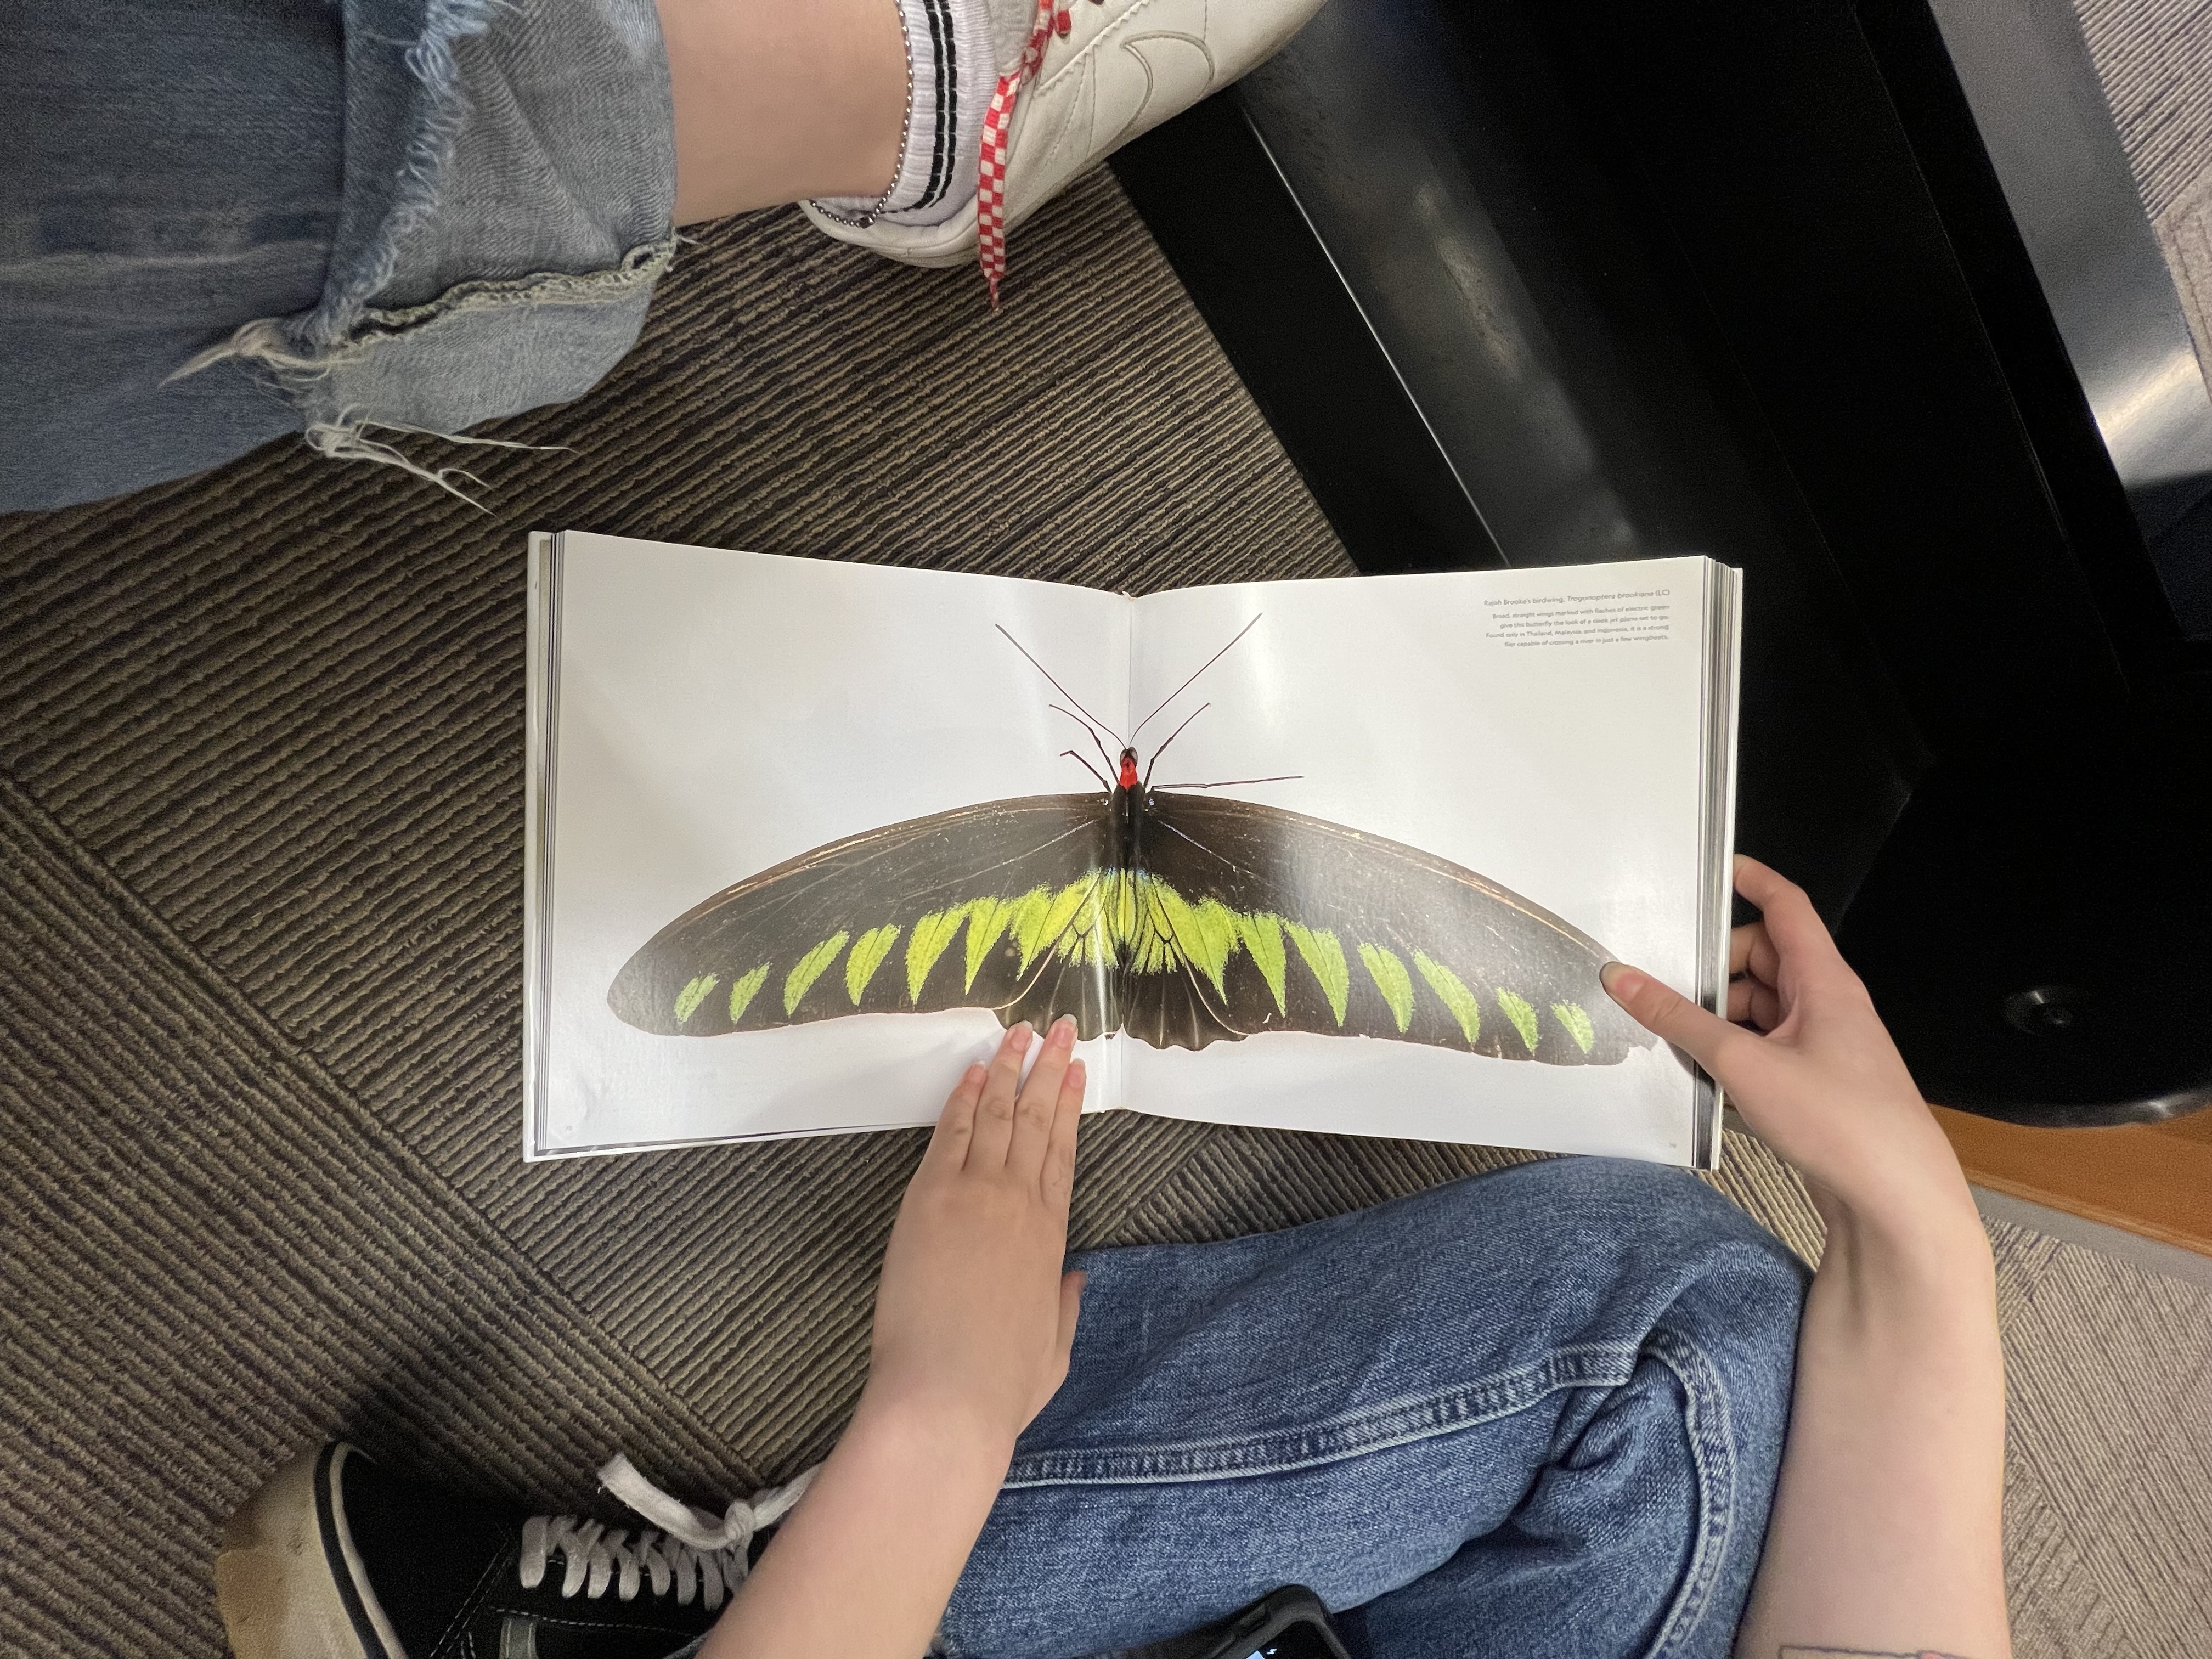 Rajah Brooke's birdwing, Trogonoptera brookiana (LC)
Broad, straight wings marked with flashes of electric green
give this butterfly the look of a sleek jet plane set to go.
Found only in Thailand, Malaysia, and Indonesia, it is a strong
flier capable of crossing a river in just a few wingbeats.